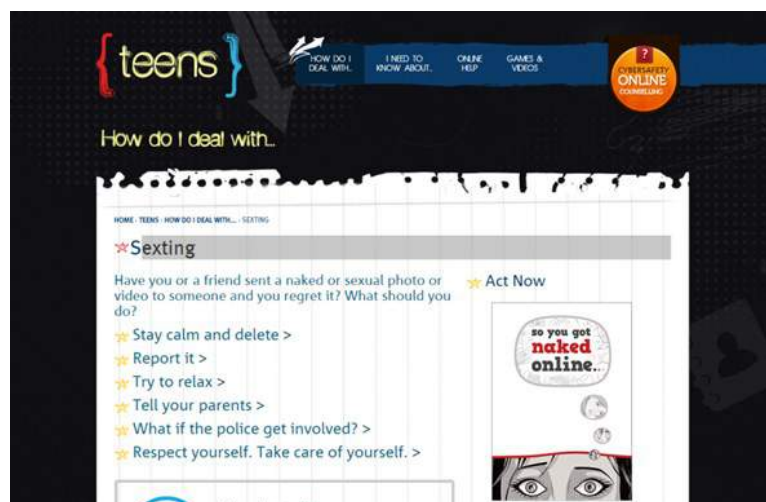 {teens}
HOW DO I
DEAL WITH...
I NEED TO
KNOW ABOUT...
ONLINE
HELP
GAMES &
VIDEOS
?
CYBERSAFETY
ONLINE
COUNSELLING
How do I deal with...
HOME - TEENS - HOW DO I DEAL WITH... - SEXTING
Sexting
Have you or a friend sent a naked or sexual photo or
video to someone and you regret it? What should you
do?
Stay calm and delete >
Report it >
Try to relax >
Tell your parents >
What if the police get involved? >
Respect yourself. Take care of yourself. >
Act Now
so you got
naked
online...